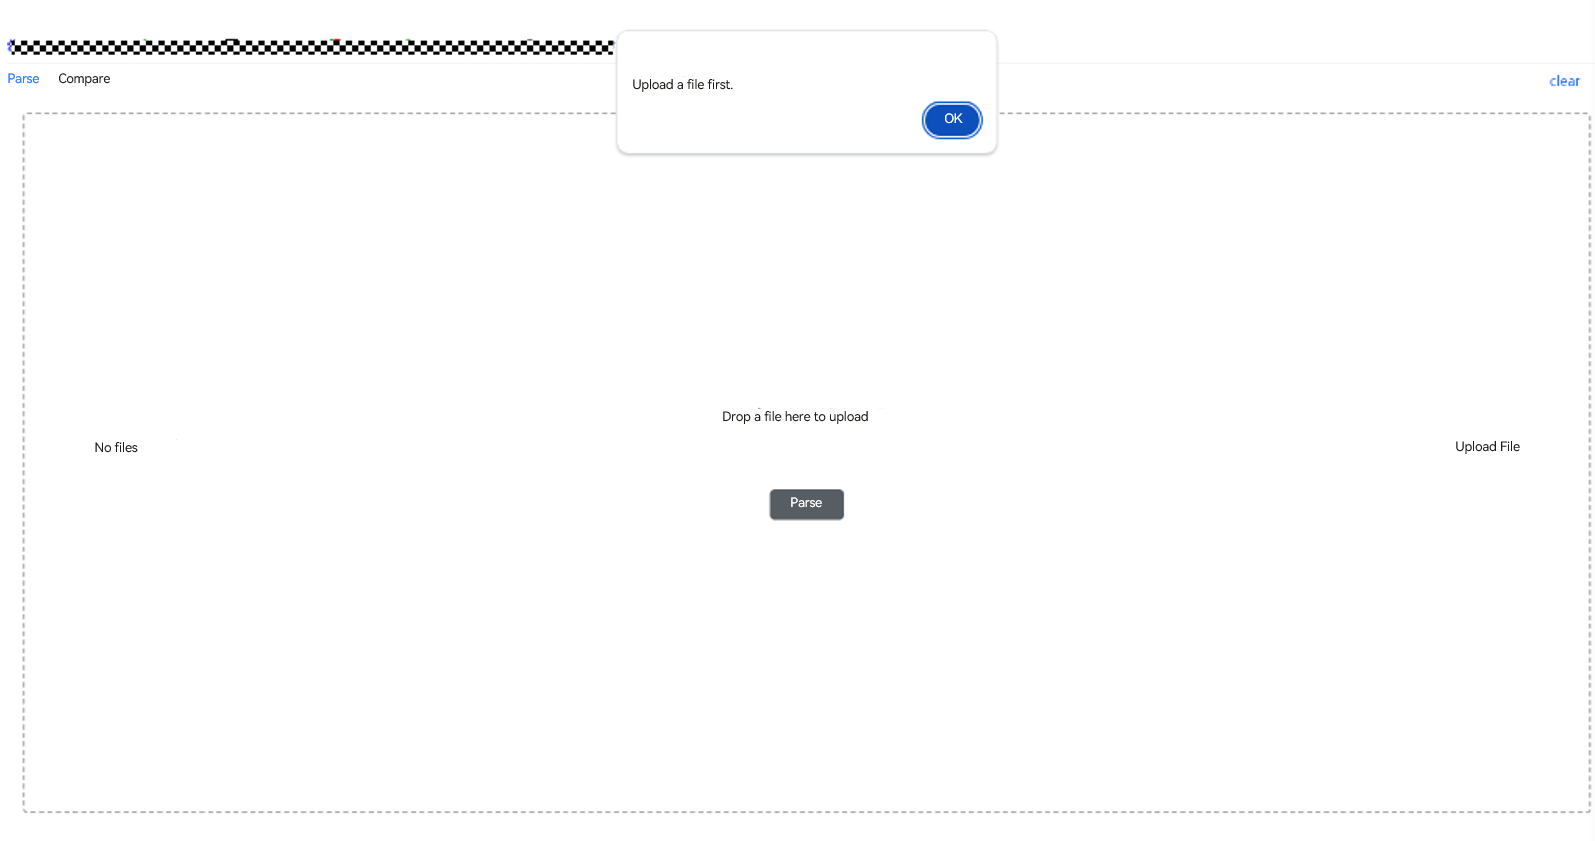 Upload a file first.
OK
Parse Compare clear
Drop a file here to upload
No files Upload File
Parse